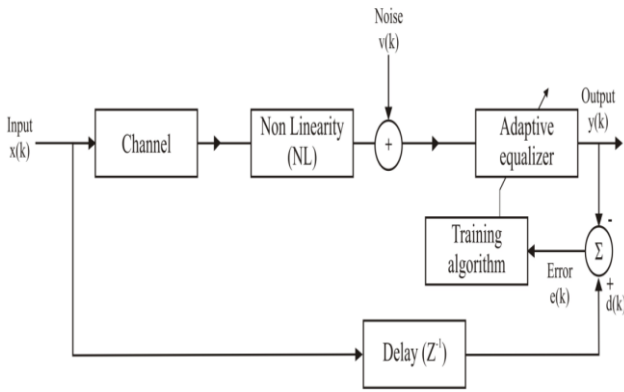 Noise
v(k)
Input
x(k)
Channel
Non Linearity
(NL)
+
Adaptive
equalizer
Output
y(k)
Training
algorithm
Error
e(k)
-
Σ
+
d(k)
Delay (Z⁻¹)